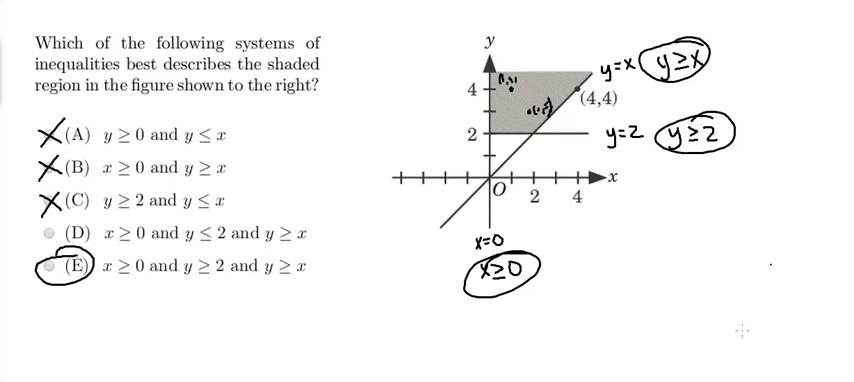 Which of the following systems of
inequalities best describes the shaded
region in the figure shown to the right?
(A) y ≥ 0 and y ≤ x
(B) x ≥ 0 and y ≥ x
(C) y ≥ 2 and y ≤ x
(D) x ≥ 0 and y ≤ 2 and y ≥ x
(E) x ≥ 0 and y ≥ 2 and y ≥ x
y
y=x y≥x
4
(4,4)
2
y=2 y≥2
x
O 2 4
x=0
x≥0